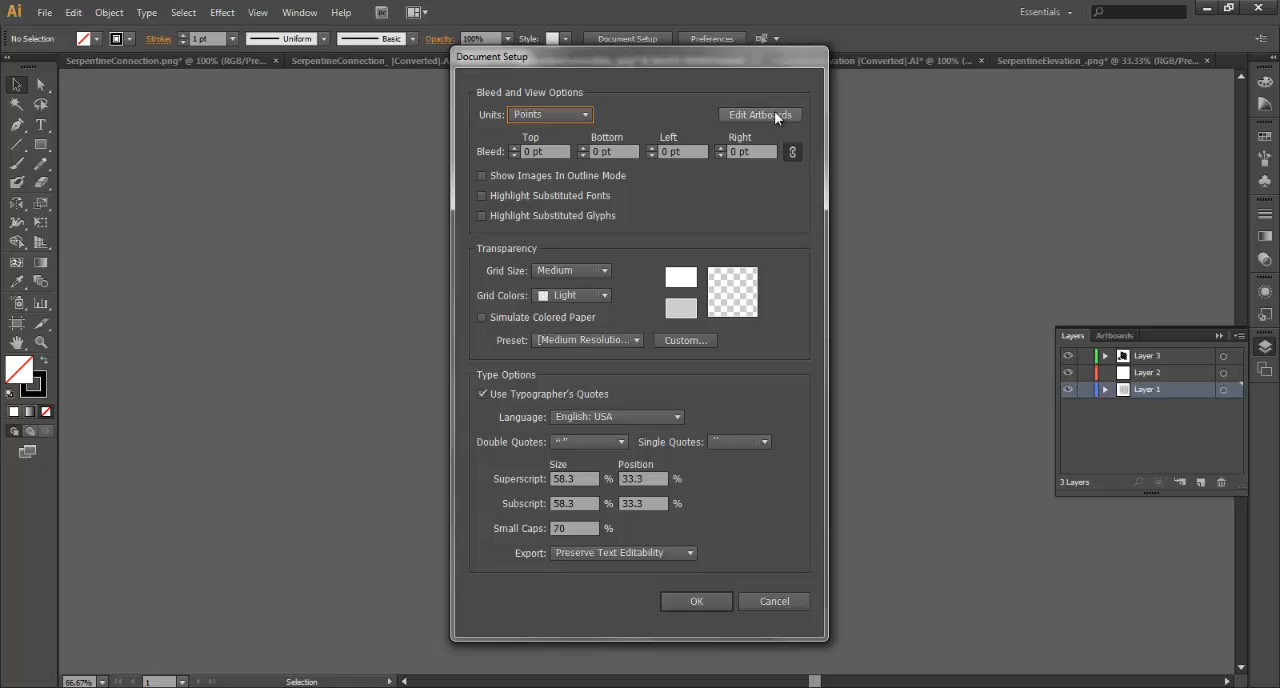 Ai File Edit Object Type Select Effect View Window Help Br Essentials
No Selection Stroke: 1 pt Uniform Basic Opacity: 100% Style: Document Setup Preferences
SerpentineConnection.png* @ 100% (RGB/Pre... SerpentineConnection_ [Converted].A [Converted].AI* @ 100% (... SerpentineElevation_.png* @ 33.33% (RGB/Pre...
Document Setup
Bleed and View Options
Units: Points Edit Artboards
Top Bottom Left Right
Bleed: 0 pt 0 pt 0 pt 0 pt
Show Images In Outline Mode
Highlight Substituted Fonts
Highlight Substituted Glyphs
Transparency
Grid Size: Medium
Grid Colors: Light
Simulate Colored Paper
Preset: [Medium Resolutio... Custom...
Type Options
Use Typographer's Quotes
Language: English: USA
Double Quotes: “” Single Quotes: ‘’
Size Position
Superscript: 58.3 % 33.3 %
Subscript: 58.3 % 33.3 %
Small Caps: 70 %
Export: Preserve Text Editability
OK Cancel
Layers Artboards
Layer 3
Layer 2
Layer 1
3 Layers
66.67% 1 Selection